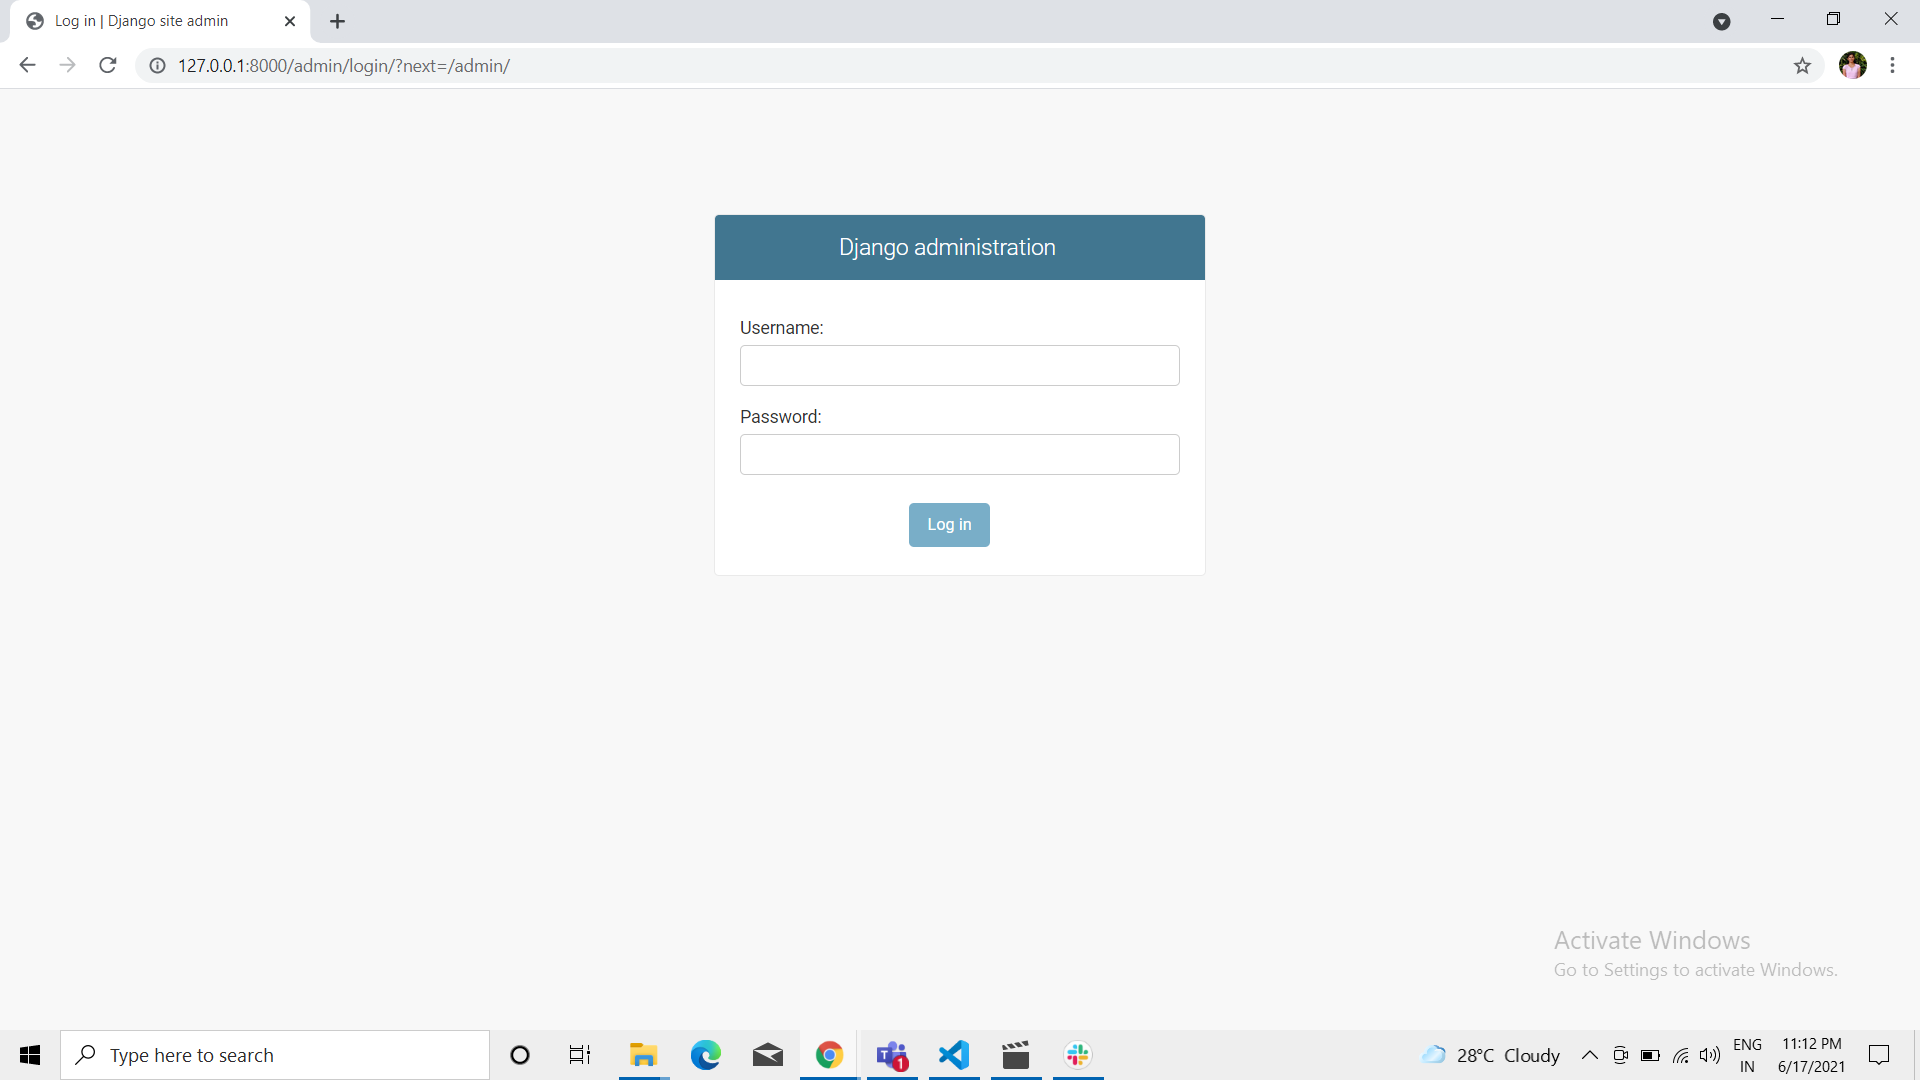 Log in | Django site admin
127.0.0.1:8000/admin/login/?next=/admin/
Django administration
Username:
Password:
Log in
Activate Windows
Go to Settings to activate Windows.
Type here to search
1
28°C Cloudy
ENG
IN
11:12 PM
6/17/2021